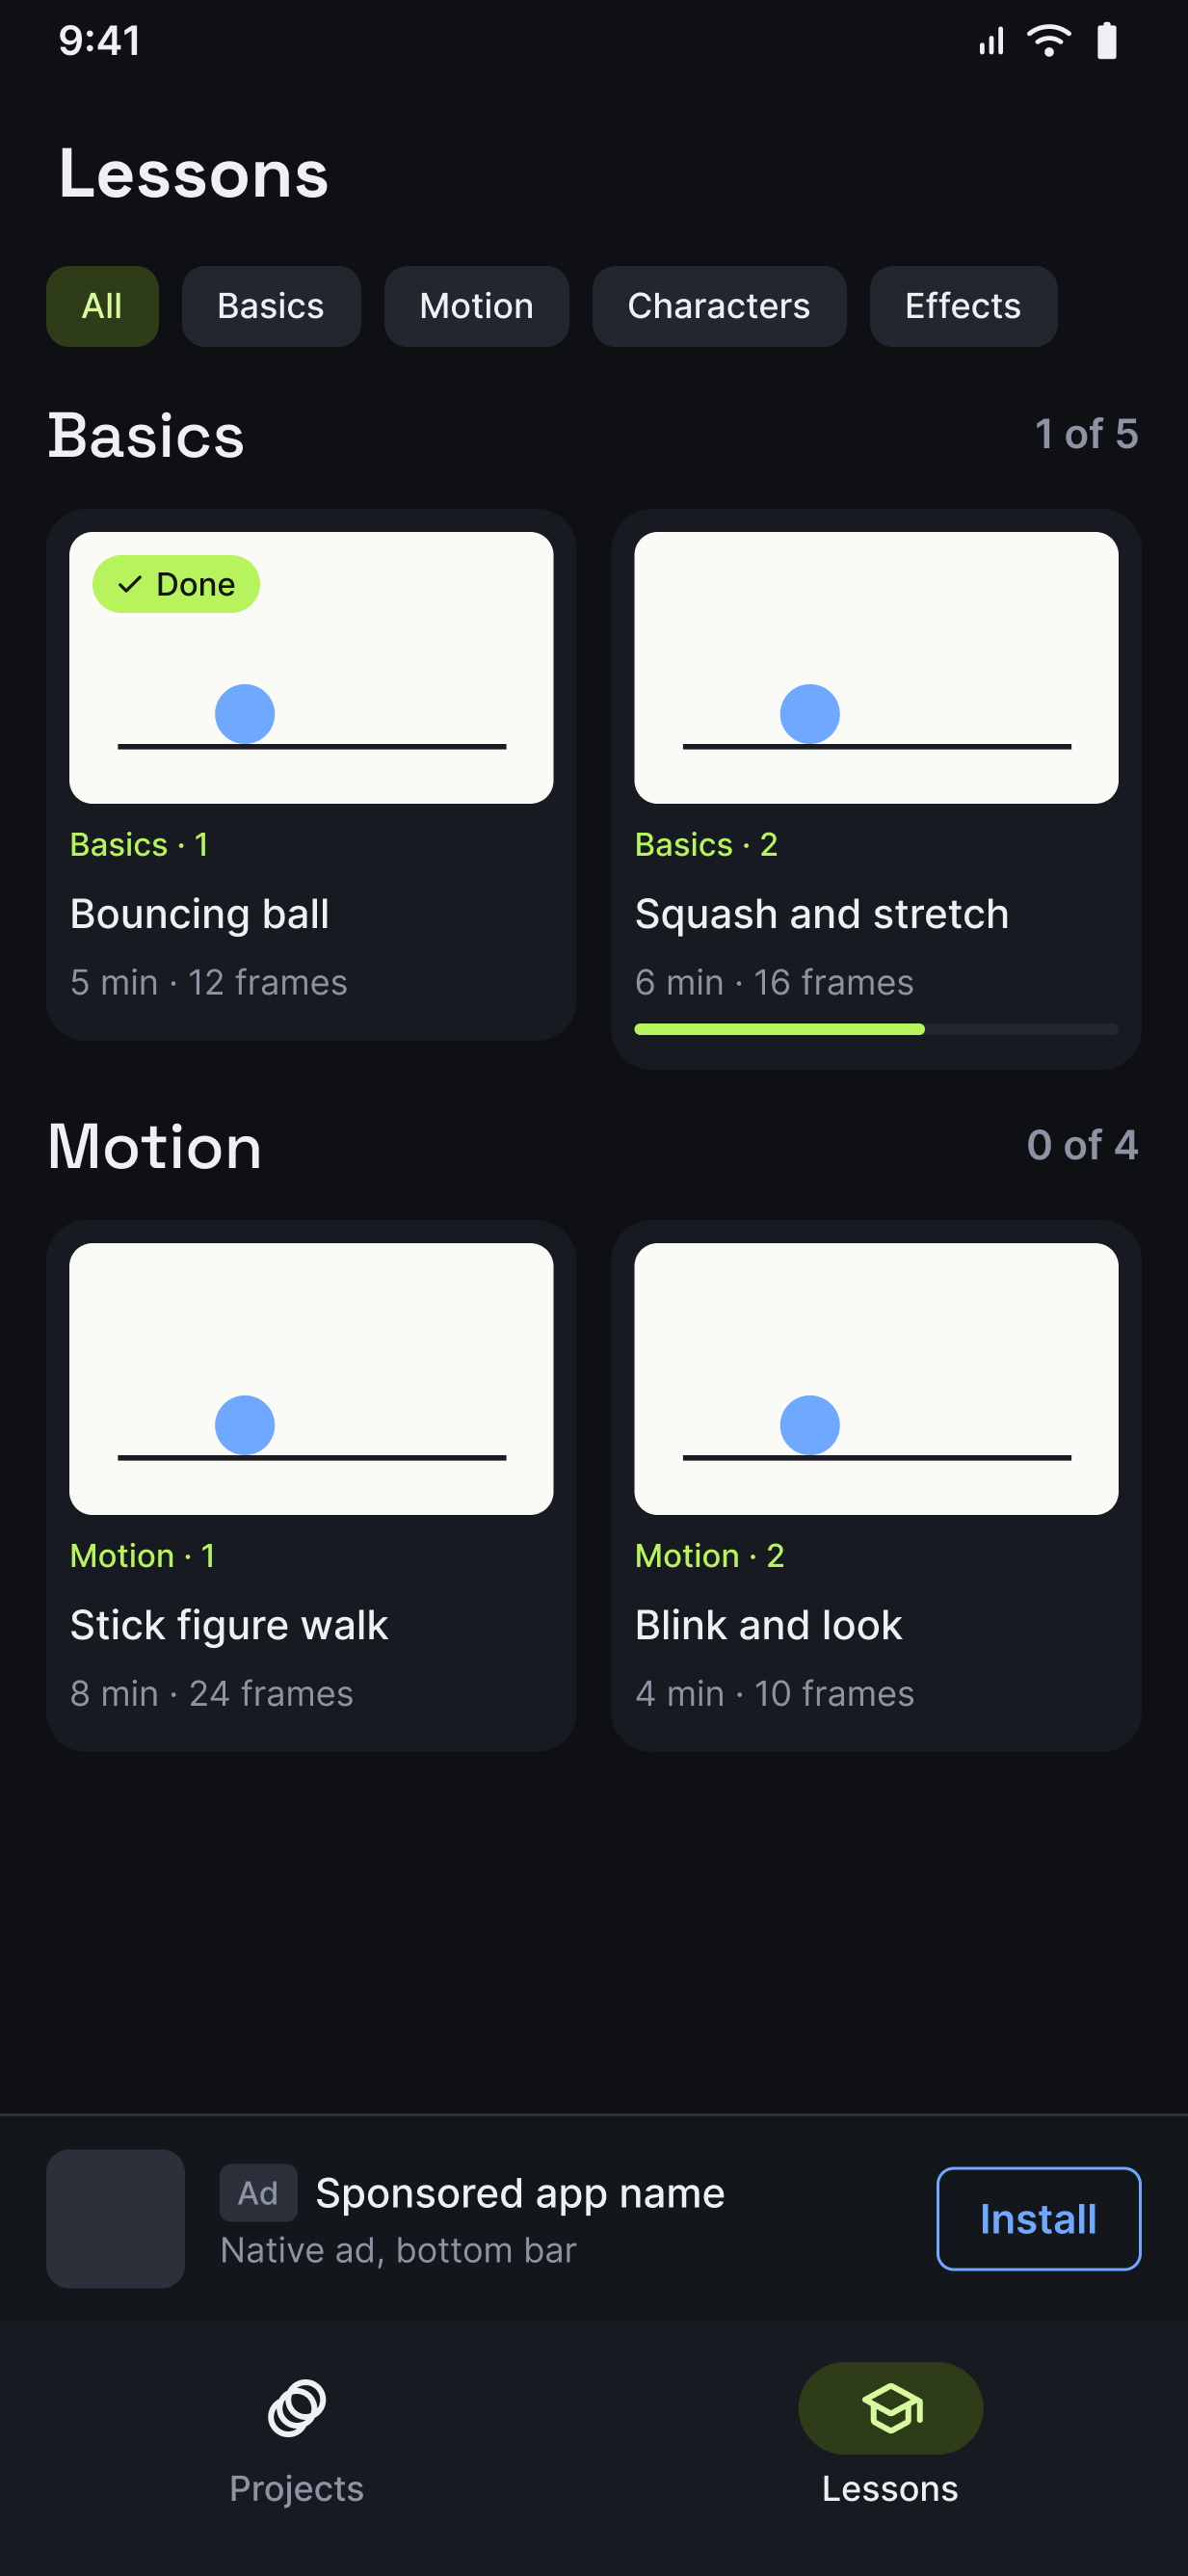 9:41
Lessons
All Basics Motion Characters Effects
Basics 1 of 5
Done
Basics · 1
Bouncing ball
5 min · 12 frames
Basics · 2
Squash and stretch
6 min · 16 frames
Motion 0 of 4
Motion · 1
Stick figure walk
8 min · 24 frames
Motion · 2
Blink and look
4 min · 10 frames
Ad Sponsored app name
Native ad, bottom bar
Install
Projects Lessons